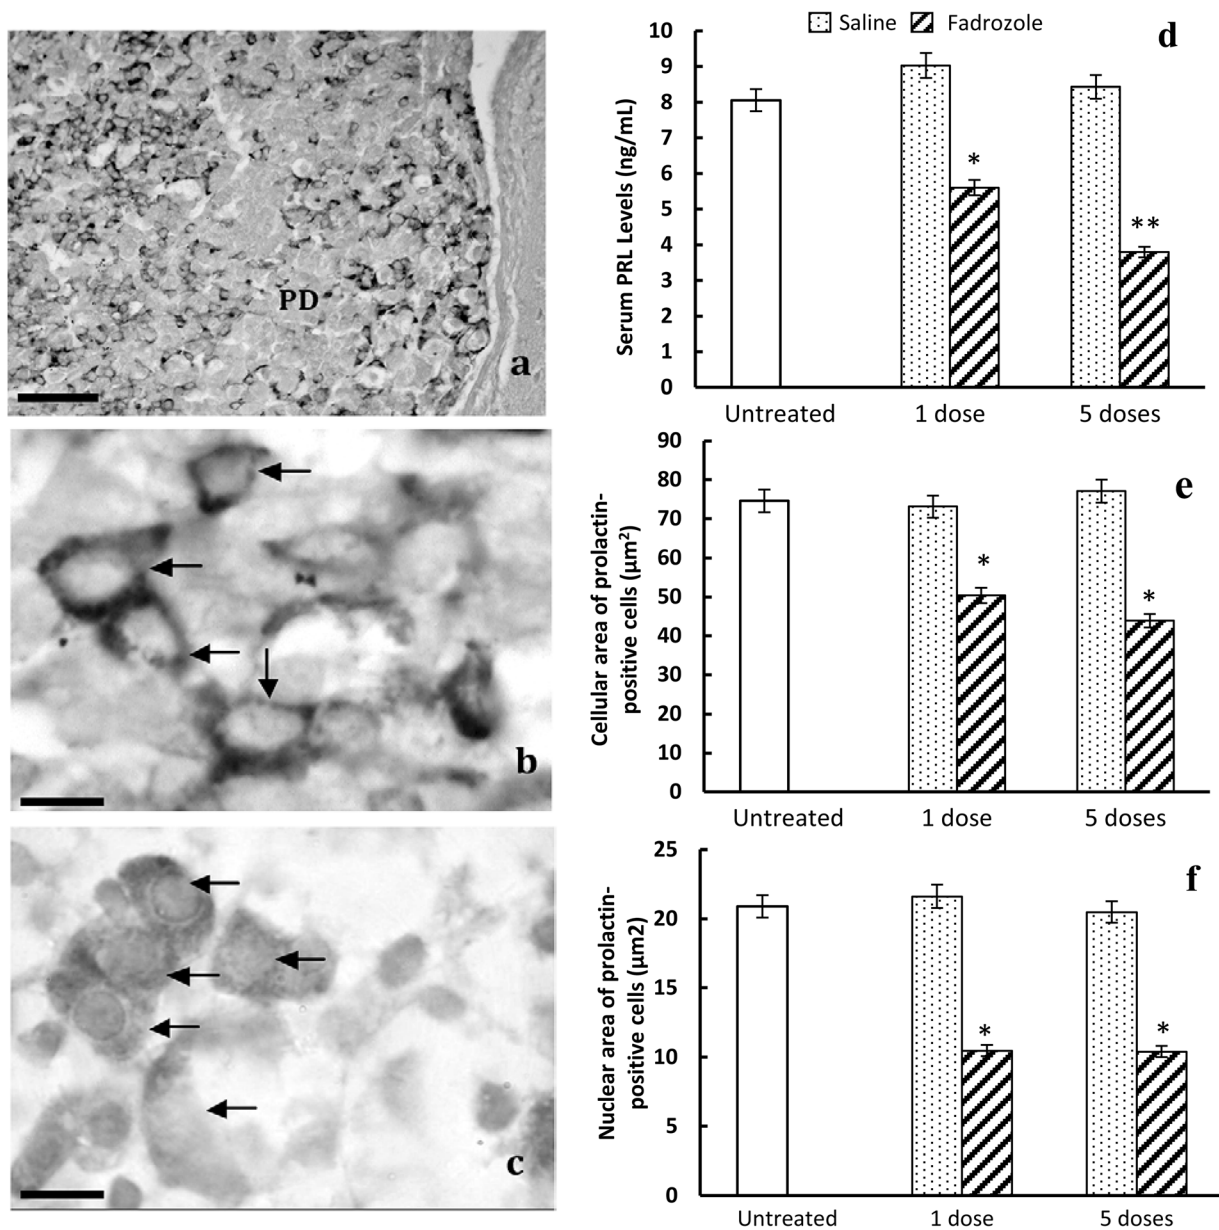 PD
a
b
c
Saline Fadrozole
d
Serum PRL Levels (ng/mL)
10
9
8
7
6
5
4
3
2
1
0
*
**
Untreated 1 dose 5 doses
e
Cellular area of prolactin-
positive cells (µm²)
90
80
70
60
50
40
30
20
10
0
*
*
Untreated 1 dose 5 doses
f
Nuclear area of prolactin-
positive cells (µm2)
25
20
15
10
5
0
*
*
Untreated 1 dose 5 doses